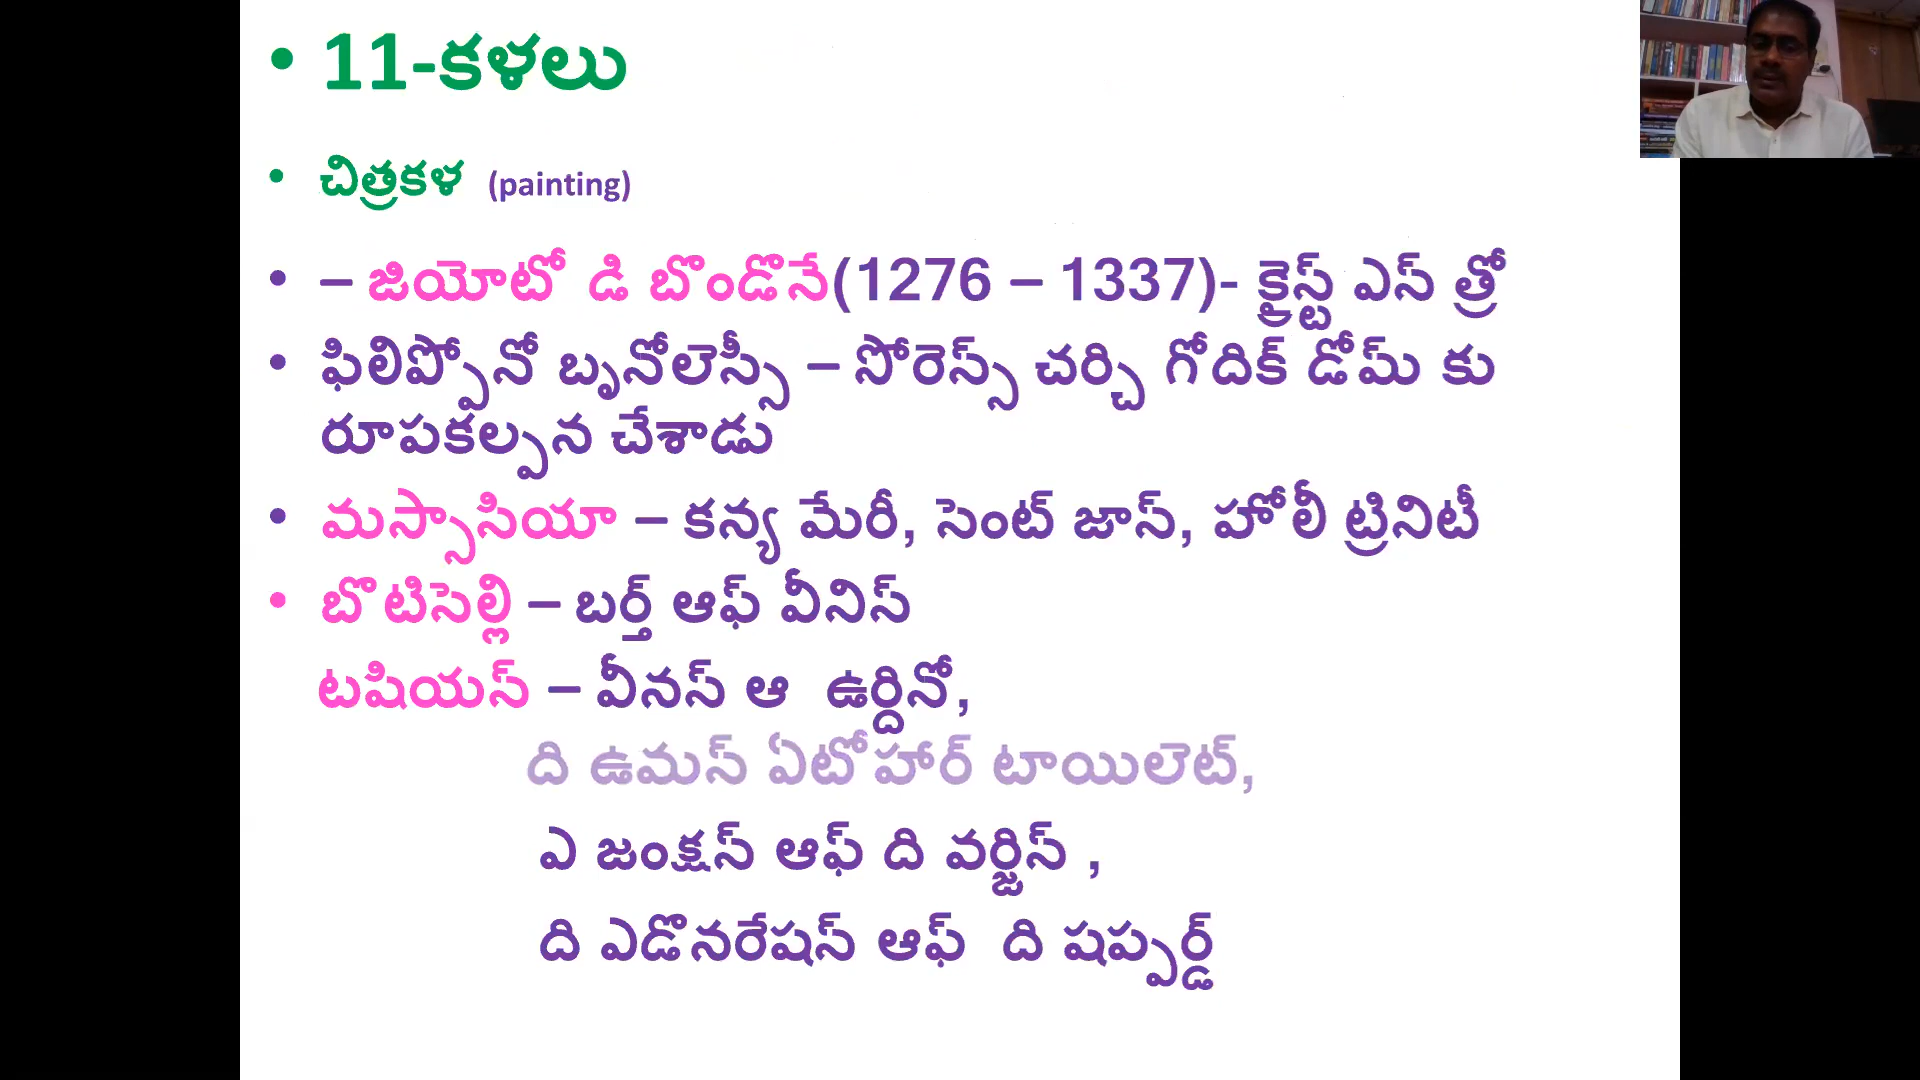 • 11-కళలు
• చిత్రకళ (painting)
• – జియోటో డి బొండొనే(1276 – 1337)- క్రైస్ట్ ఎన్ త్రో
• ఫిలిప్పోనో బృనోలెస్సీ – సోరెన్స్ చర్చి గోదిక్ డోమ్ కు
రూపకల్పన చేశాడు
• మస్సాసియా – కన్య మేరీ, సెంట్ జాన్, హోలీ ట్రినిటీ
• బొటిసెల్లి – బర్త్ ఆఫ్ వీనిస్
టషియన్ – వీనస్ ఆ ఉర్దినో,
ది ఉమన్ ఏటోహార్ టాయిలెట్,
ఎ జంక్షన్ ఆఫ్ ది వర్జిన్ ,
ది ఎడొనరేషన్ ఆఫ్ ది షప్పర్డ్